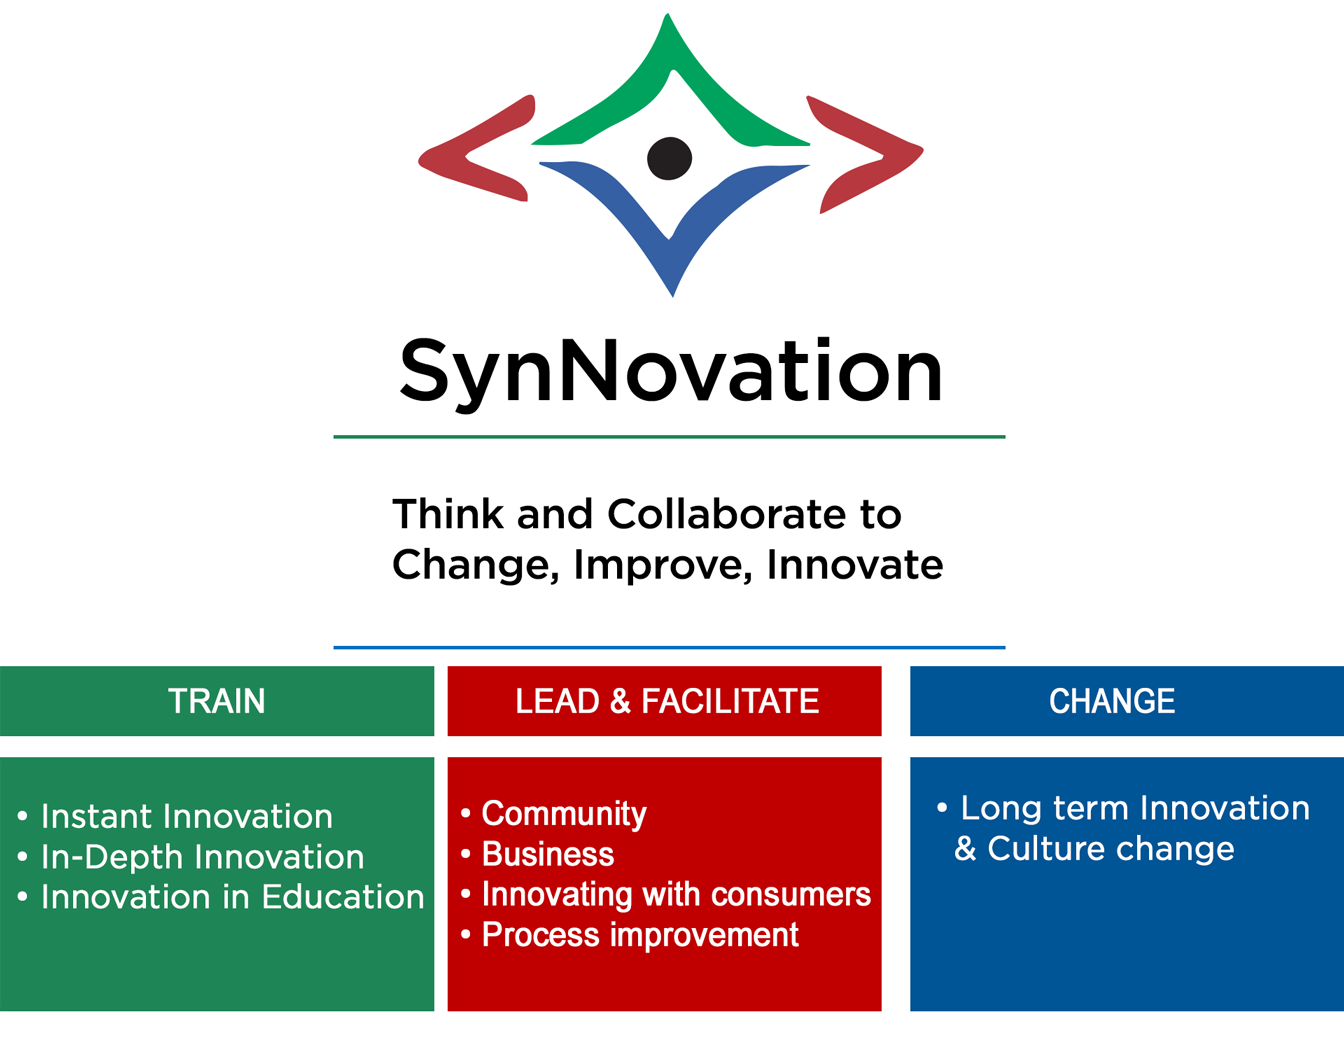 SynNovation
Think and Collaborate to
Change, Improve, Innovate
TRAIN
• Instant Innovation
• In-Depth Innovation
• Innovation in Education
LEAD & FACILITATE
• Community
• Business
• Innovating with consumers
• Process improvement
CHANGE
• Long term Innovation
& Culture change